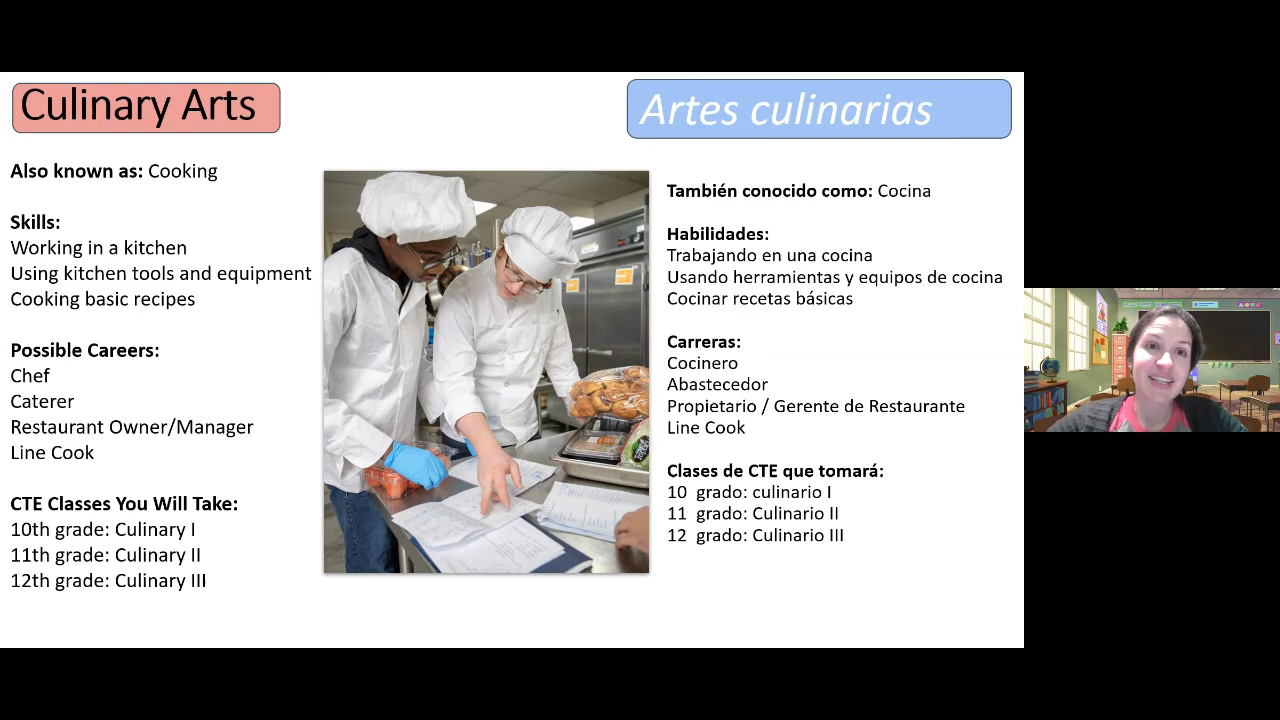 Culinary Arts
Also known as: Cooking
Skills:
Working in a kitchen
Using kitchen tools and equipment
Cooking basic recipes
Possible Careers:
Chef
Caterer
Restaurant Owner/Manager
Line Cook
CTE Classes You Will Take:
10th grade: Culinary I
11th grade: Culinary II
12th grade: Culinary III
Artes culinarias
También conocido como: Cocina
Habilidades:
Trabajando en una cocina
Usando herramientas y equipos de cocina
Cocinar recetas básicas
Carreras:
Cocinero
Abastecedor
Propietario / Gerente de Restaurante
Line Cook
Clases de CTE que tomará:
10  grado: culinario I
11  grado: Culinario II
12  grado: Culinario III